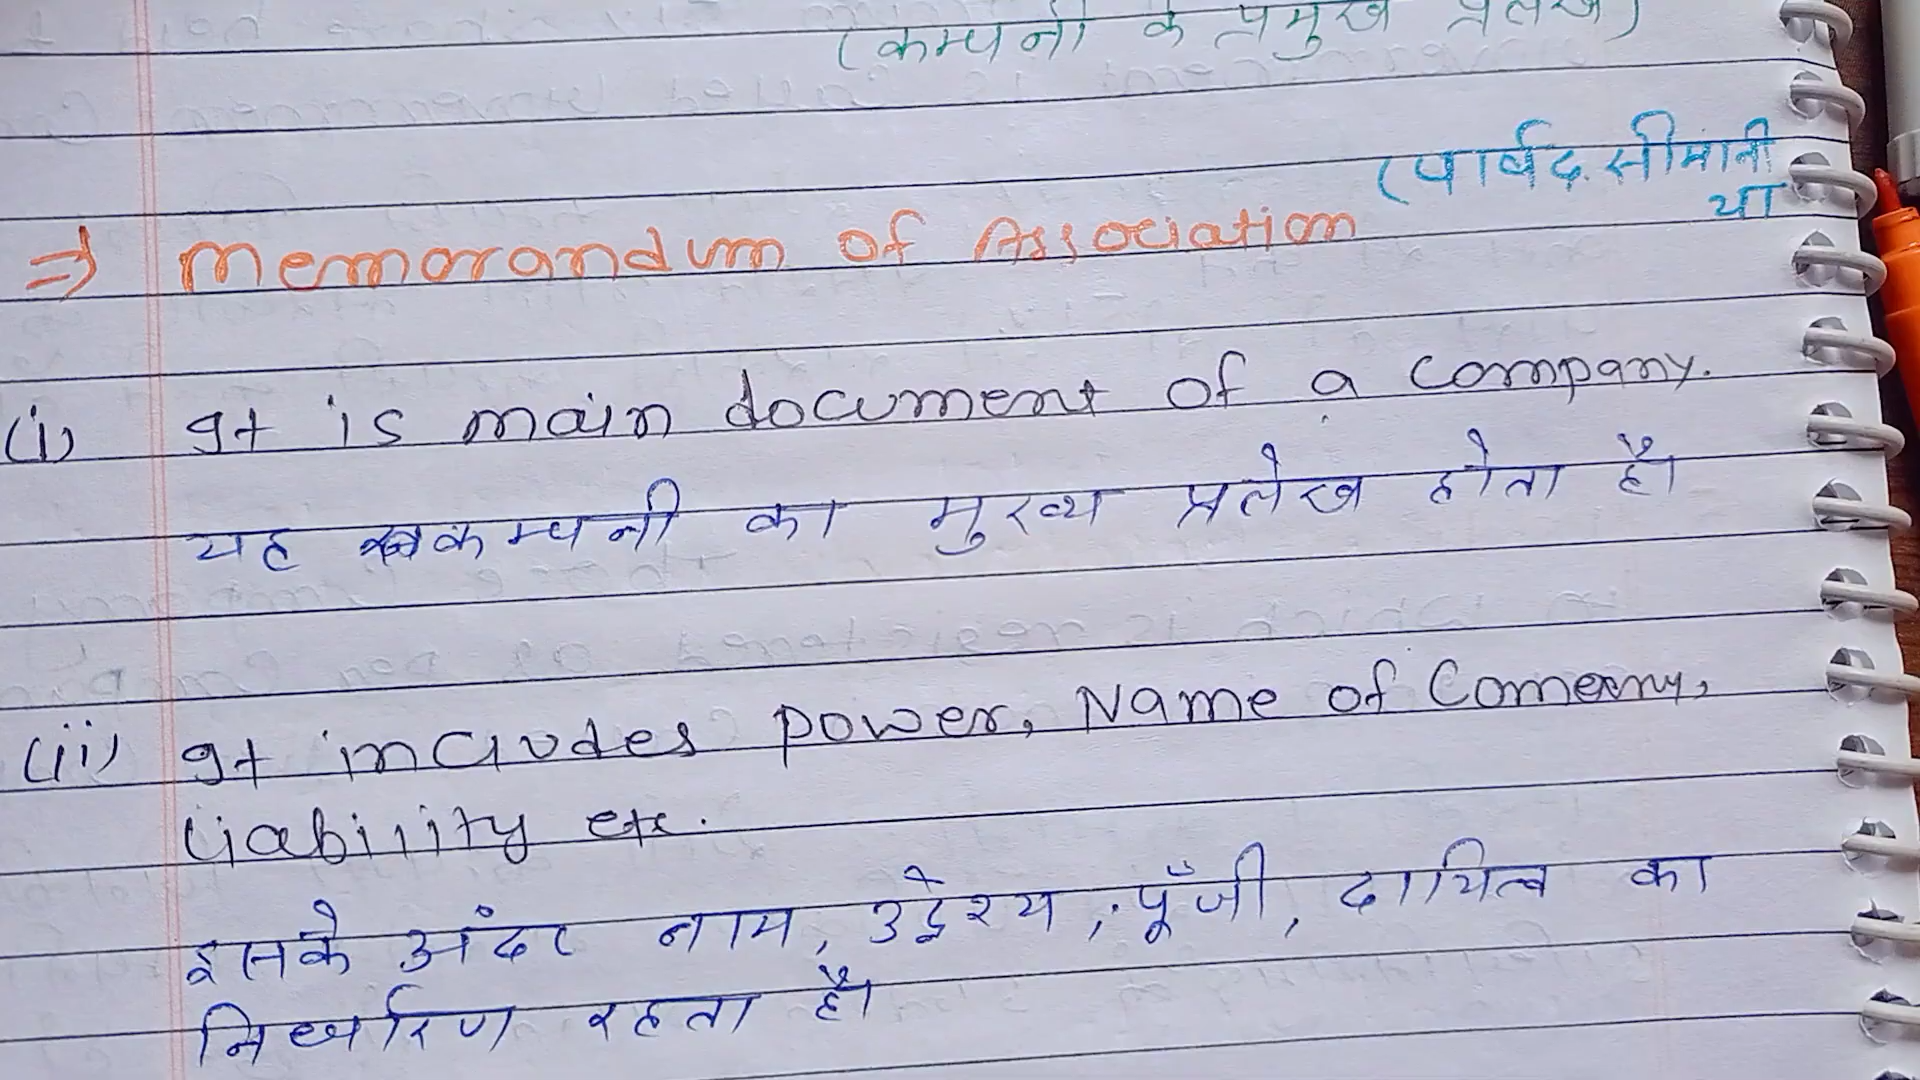 (कम्पनी के प्रमुख प्रलेख)
(पार्षद सीमानी
या
⇒ Memorandum of Association
(i) It is main document of a company.
यह कम्पनी का मुख्य प्रलेख होता है।
(ii) It includes power, Name of Comeany,
Liability etc.
इसके अंदर नाम, उद्देश्य, पूँजी, दायित्व का
निर्धारण रहता है।